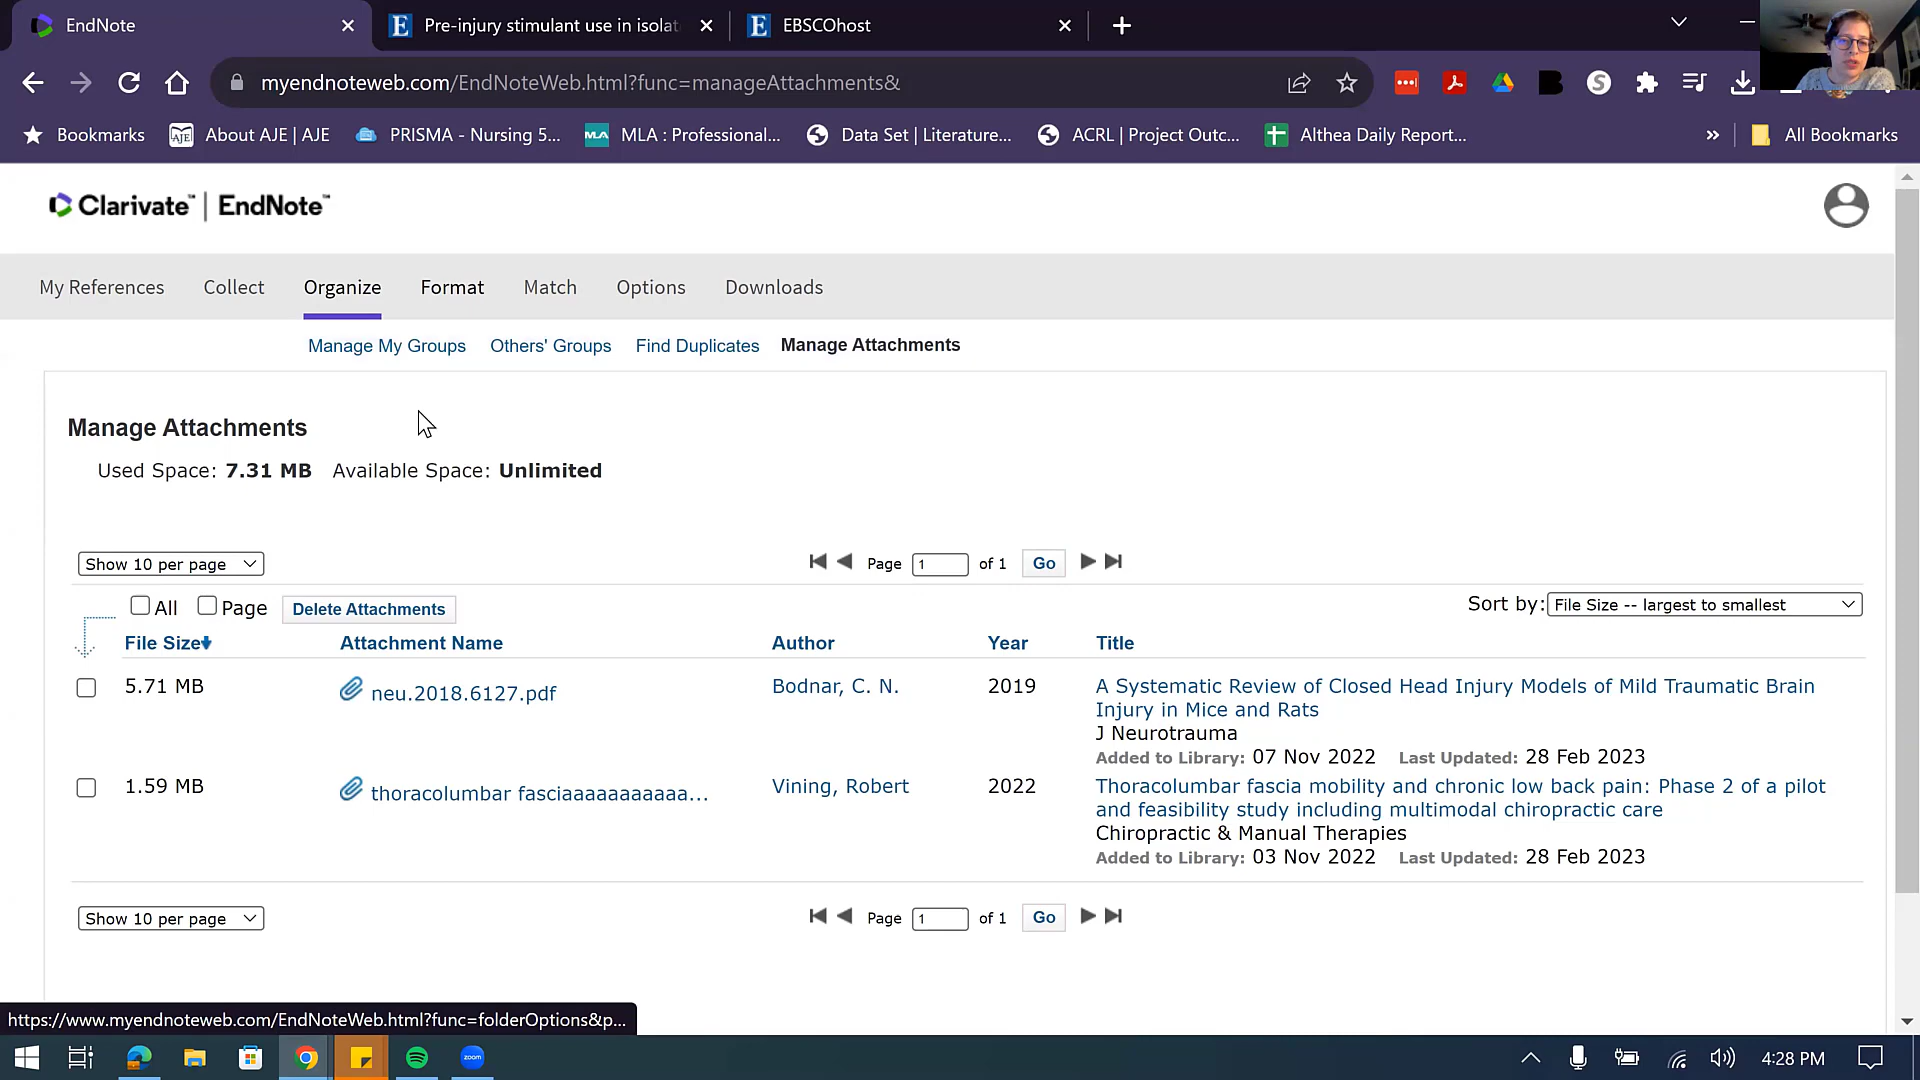 EndNote
Pre-injury stimulant use in isolat
EBSCOhost
myendnoteweb.com/EndNoteWeb.html?func=manageAttachments&
Bookmarks
About AJE | AJE
PRISMA - Nursing 5...
MLA : Professional...
Data Set | Literature...
ACRL | Project Outc...
Althea Daily Report...
»
All Bookmarks
Clarivate™ | EndNote™
My References
Collect
Organize
Format
Match
Options
Downloads
Manage My Groups
Others' Groups
Find Duplicates
Manage Attachments
Manage Attachments
Used Space: 7.31 MB Available Space: Unlimited
Show 10 per page
Page 1 of 1 Go
All Page Delete Attachments
Sort by: File Size -- largest to smallest
File Size Attachment Name Author Year Title
5.71 MB neu.2018.6127.pdf Bodnar, C. N. 2019 A Systematic Review of Closed Head Injury Models of Mild Traumatic Brain
Injury in Mice and Rats
J Neurotrauma
Added to Library: 07 Nov 2022 Last Updated: 28 Feb 2023
1.59 MB thoracolumbar fasciaaaaaaaaaaa... Vining, Robert 2022 Thoracolumbar fascia mobility and chronic low back pain: Phase 2 of a pilot
and feasibility study including multimodal chiropractic care
Chiropractic & Manual Therapies
Added to Library: 03 Nov 2022 Last Updated: 28 Feb 2023
Show 10 per page
Page 1 of 1 Go
https://www.myendnoteweb.com/EndNoteWeb.html?func=folderOptions&p...
zoom
4:28 PM